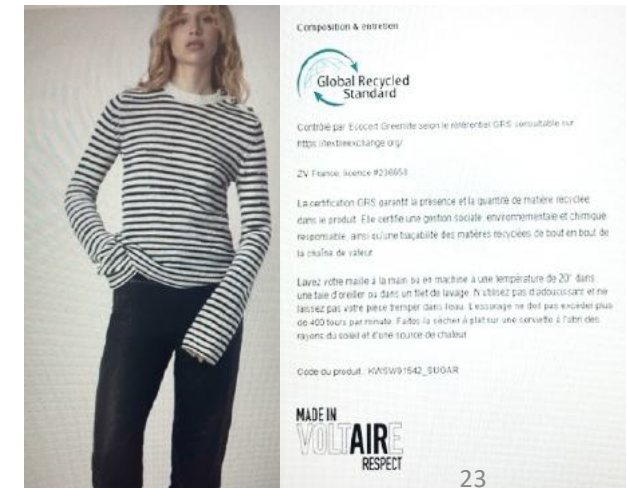 Composition & entretien
Global Recycled
Standard
Contrôlé par Ecocert Greenlife selon le référentiel GRS consultable sur
https://textileexchange.org/
ZV France, licence #236653
La certification GRS garantit la présence et la quantité de matière recyclée
dans le produit. Elle certifie une gestion sociale, environnementale et chimique
responsable, ainsi qu'une traçabilité des matières recyclées de bout en bout de
la chaîne de valeur.
Lavez votre maille à la main ou en machine à une température de 20° dans
une taie d'oreiller ou dans un filet de lavage. N'utilisez pas d'adoucissant et ne
laissez pas votre pièce tremper dans l'eau. L'essorage ne doit pas excéder plus
de 400 tours par minute. Faites la sécher à plat sur une serviette à l'abri des
rayons du soleil et d'une source de chaleur.
Code du produit : KWSW01542_SUGAR
MADE IN
VOLTAIRE
RESPECT
23